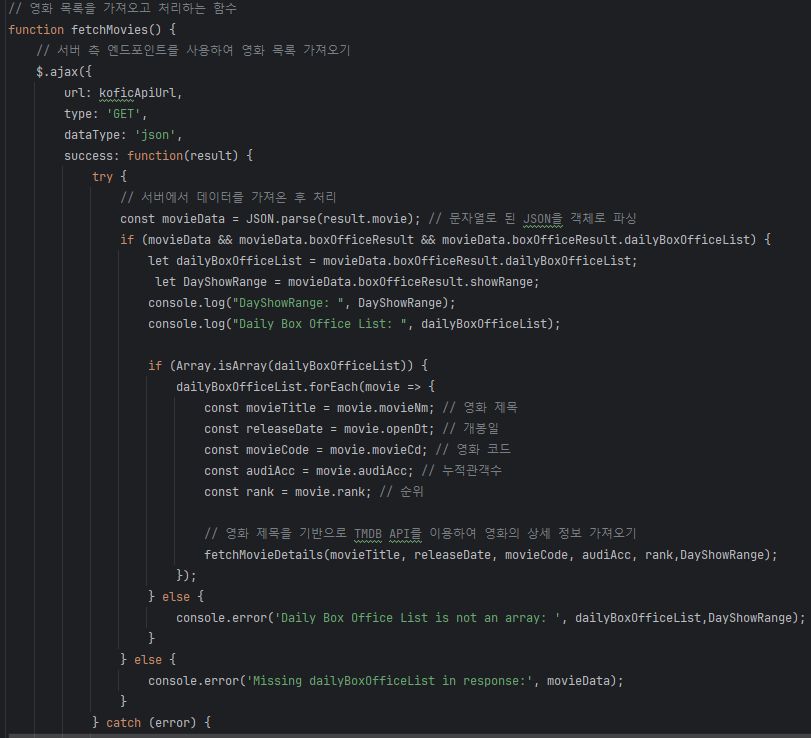 // 영화 목록을 가져오고 처리하는 함수
function fetchMovies() {
// 서버 측 엔드포인트를 사용하여 영화 목록 가져오기
$.ajax({
url: koficApiUrl,
type: 'GET',
dataType: 'json',
success: function(result) {
try {
// 서버에서 데이터를 가져온 후 처리
const movieData = JSON.parse(result.movie); // 문자열로 된 JSON을 객체로 파싱
if (movieData && movieData.boxOfficeResult && movieData.boxOfficeResult.dailyBoxOfficeList) {
let dailyBoxOfficeList = movieData.boxOfficeResult.dailyBoxOfficeList;
let DayShowRange = movieData.boxOfficeResult.showRange;
console.log("DayShowRange: ", DayShowRange);
console.log("Daily Box Office List: ", dailyBoxOfficeList);
if (Array.isArray(dailyBoxOfficeList)) {
dailyBoxOfficeList.forEach(movie => {
const movieTitle = movie.movieNm; // 영화 제목
const releaseDate = movie.openDt; // 개봉일
const movieCode = movie.movieCd; // 영화 코드
const audiAcc = movie.audiAcc; // 누적관객수
const rank = movie.rank; // 순위
// 영화 제목을 기반으로 TMDB API를 이용하여 영화의 상세 정보 가져오기
fetchMovieDetails(movieTitle, releaseDate, movieCode, audiAcc, rank,DayShowRange);
});
} else {
console.error('Daily Box Office List is not an array: ', dailyBoxOfficeList,DayShowRange);
}
} else {
console.error('Missing dailyBoxOfficeList in response:', movieData);
}
} catch (error) {